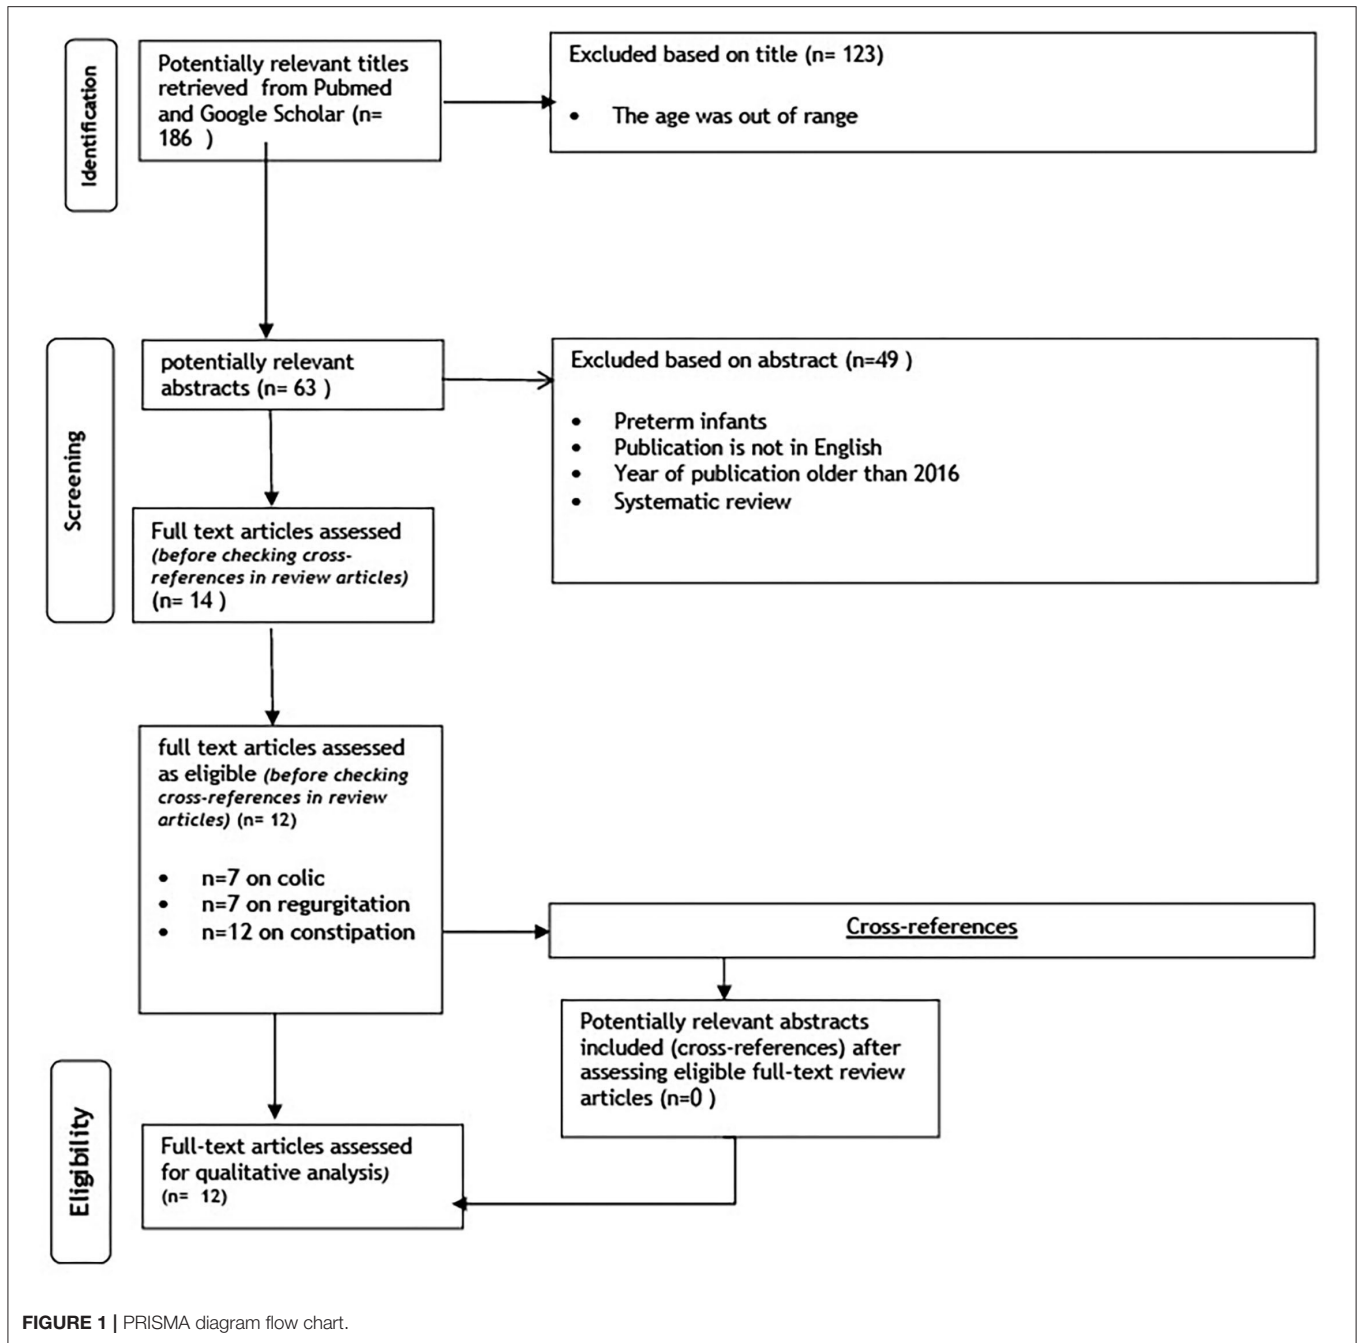 Identification
Potentially relevant titles
retrieved from Pubmed
and Google Scholar (n=
186 )
Excluded based on title (n= 123)
• The age was out of range
Screening
potentially relevant
abstracts (n= 63 )
Excluded based on abstract (n=49 )
• Preterm infants
• Publication is not in English
• Year of publication older than 2016
• Systematic review
Full text articles assessed
(before checking cross-
references in review articles)
(n= 14 )
full text articles assessed
as eligible (before checking
cross-references in review
articles) (n= 12)
• n=7 on colic
• n=7 on regurgitation
• n=12 on constipation
Cross-references
Potentially relevant abstracts
included (cross-references) after
assessing eligible full-text review
articles (n=0 )
Eligibility
Full-text articles assessed
for qualitative analysis)
(n= 12)
FIGURE 1 | PRISMA diagram flow chart.